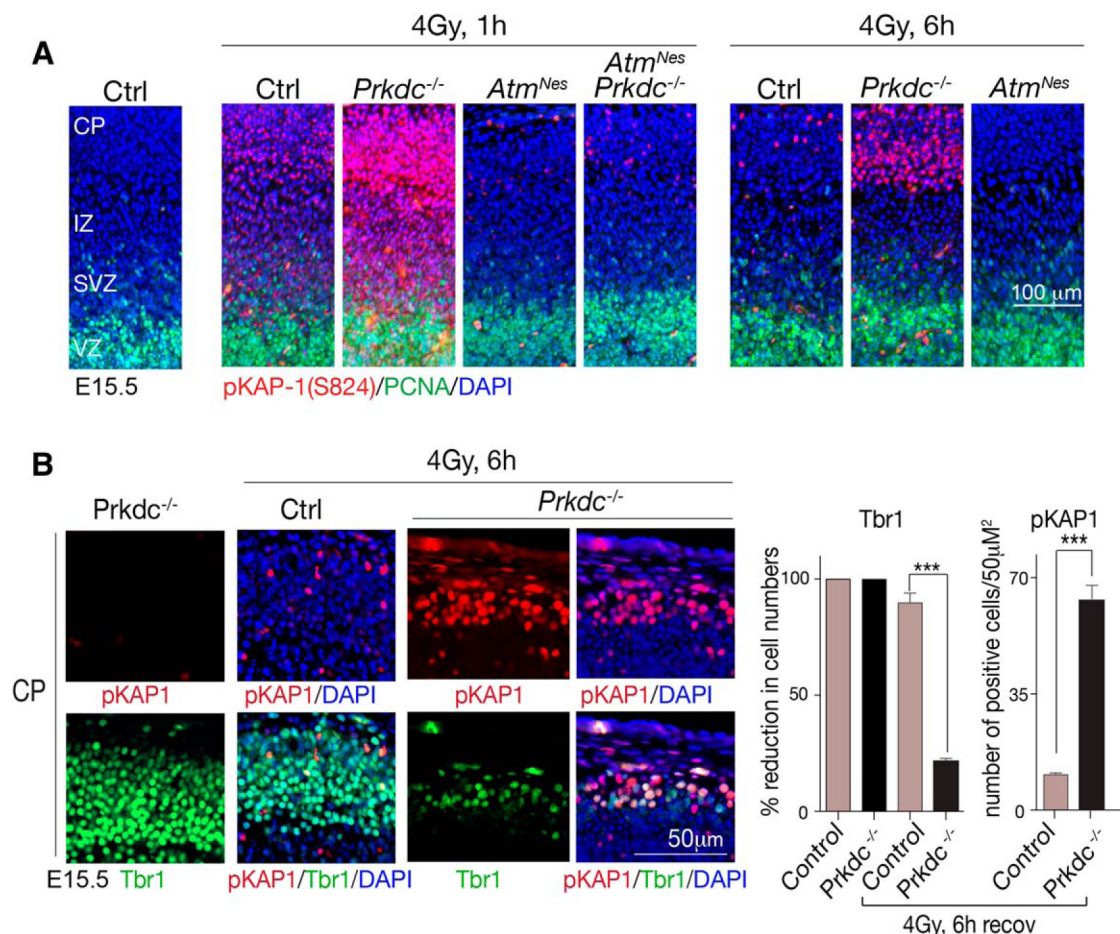 A
4Gy, 1h
4Gy, 6h
Ctrl
Ctrl
Prkdc-/-
AtmNes
AtmNes
Prkdc-/-
Ctrl
Prkdc-/-
AtmNes
CP
IZ
SVZ
VZ
100 µm
E15.5
pKAP-1(S824)/PCNA/DAPI
B
4Gy, 6h
Prkdc-/-
Ctrl
Prkdc-/-
CP
pKAP1
pKAP1/DAPI
pKAP1
pKAP1/DAPI
50µm
E15.5 Tbr1
pKAP1/Tbr1/DAPI
Tbr1
pKAP1/Tbr1/DAPI
Tbr1
% reduction in cell numbers
100
50
0
***
Control
Prkdc-/-
Control
Prkdc-/-
pKAP1
number of positive cells/50µM2
70
35
0
***
Control
Prkdc-/-
4Gy, 6h recov